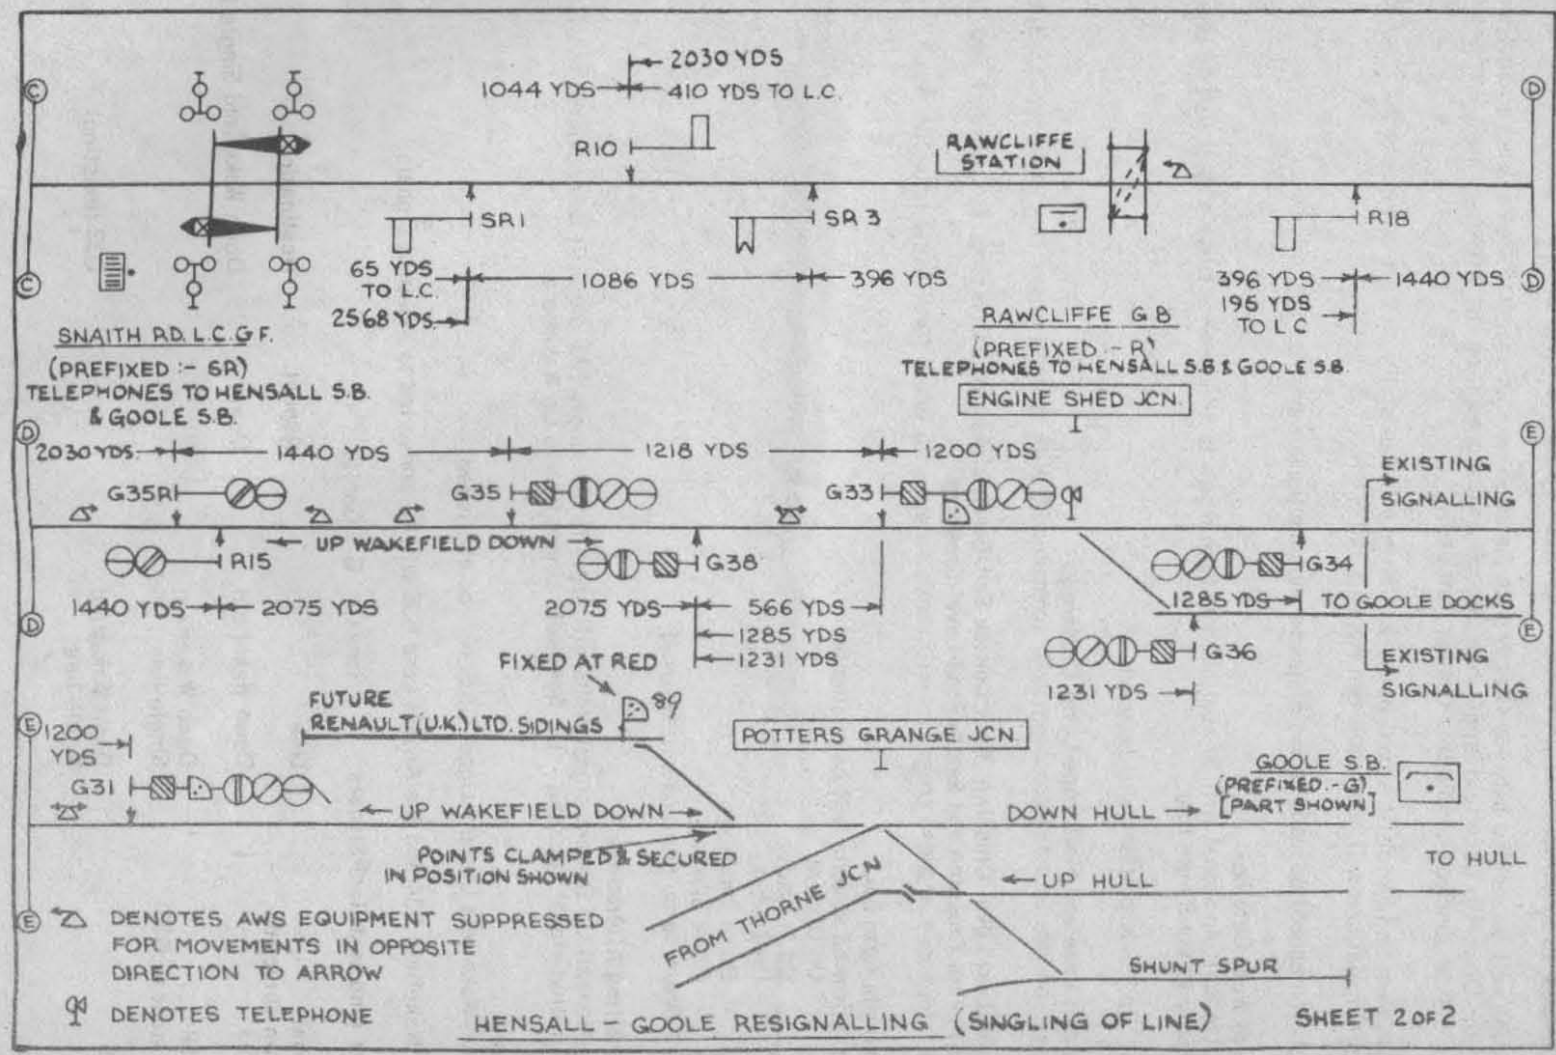 2030 YDS
1044 YDS
410 YDS TO L.C.
C
D
R10
RAWCLIFFE
STATION
SR1
SR 3
R18
C
D
65 YDS
TO L.C.
1086 YDS
396 YDS
396 YDS
1440 YDS
2568 YDS
195 YDS
TO L C
SNAITH RD. L.C. G F.
(PREFIXED :- SR)
TELEPHONES TO HENSALL S.B.
& GOOLE S.B.
RAWCLIFFE G B
(PREFIXED - R)
TELEPHONES TO HENSALL S.B & GOOLE S.B.
ENGINE SHED JCN.
D
E
2030 YDS.
1440 YDS
1218 YDS
1200 YDS
EXISTING
SIGNALLING
G35R
G35
G33
UP WAKEFIELD DOWN
R15
G38
G34
1440 YDS
2075 YDS
2075 YDS
566 YDS
1285 YDS
TO GOOLE DOCKS
D
E
1285 YDS
1231 YDS
G36
1231 YDS
EXISTING
SIGNALLING
FIXED AT RED
FUTURE
RENAULT (U.K.) LTD. SIDINGS
89
POTTERS GRANGE JCN.
E
1200
YDS
G31
GOOLE S.B.
(PREFIXED.-G)
[PART SHOWN]
UP WAKEFIELD DOWN
DOWN HULL
POINTS CLAMPED & SECURED
IN POSITION SHOWN
TO HULL
UP HULL
FROM THORNE JCN
E
DENOTES AWS EQUIPMENT SUPPRESSED
FOR MOVEMENTS IN OPPOSITE
DIRECTION TO ARROW
SHUNT SPUR
DENOTES TELEPHONE
HENSALL - GOOLE RESIGNALLING (SINGLING OF LINE)
SHEET 2 OF 2